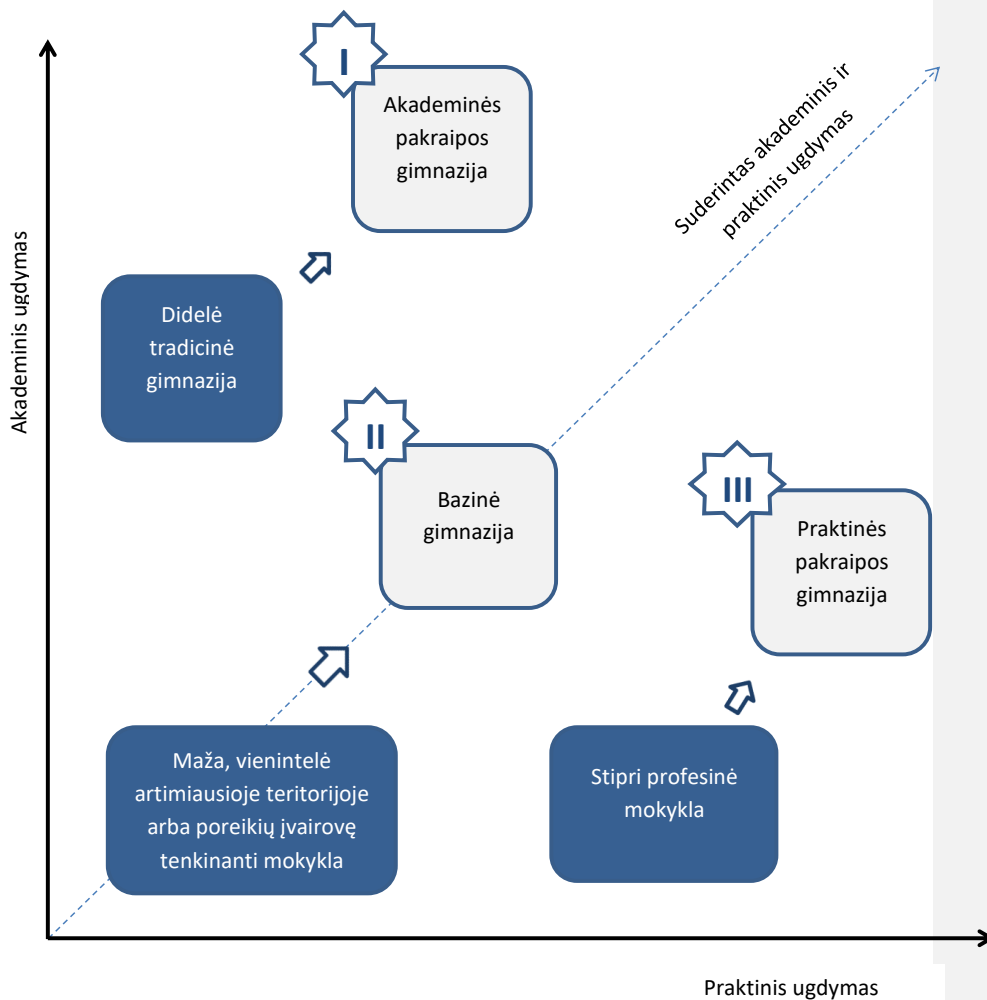 I
Akademinės
pakraipos
gimnazija
Suderintas akademinis ir
praktinis ugdymas
Akademinis ugdymas
Didelė
tradicinė
gimnazija
II
Bazinė
gimnazija
III
Praktinės
pakraipos
gimnazija
Maža, vienintelė
artimiausioje teritorijoje
arba poreikių įvairovę
tenkinanti mokykla
Stipri profesinė
mokykla
Praktinis ugdymas